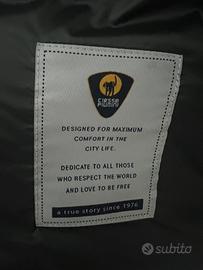 CIESSE
PIUMINI
DESIGNED FOR MAXIMUM
COMFORT IN THE
CITY LIFE.
DEDICATE TO ALL THOSE
WHO RESPECT THE WORLD
AND LOVE TO BE FREE
a true story since 1976
subito